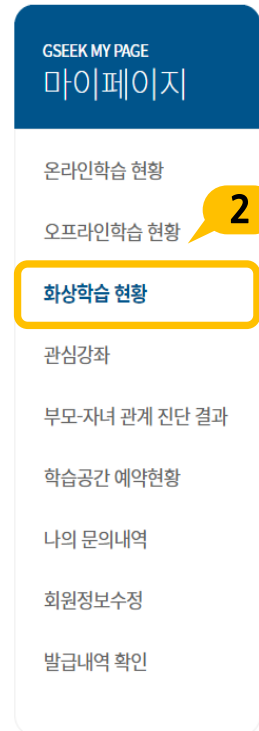 GSEEK MY PAGE
마이페이지
온라인학습 현황
2
오프라인학습 현황
화상학습 현황
관심강좌
부모-자녀 관계 진단 결과
학습공간 예약현황
나의 문의내역
회원정보수정
발급내역 확인